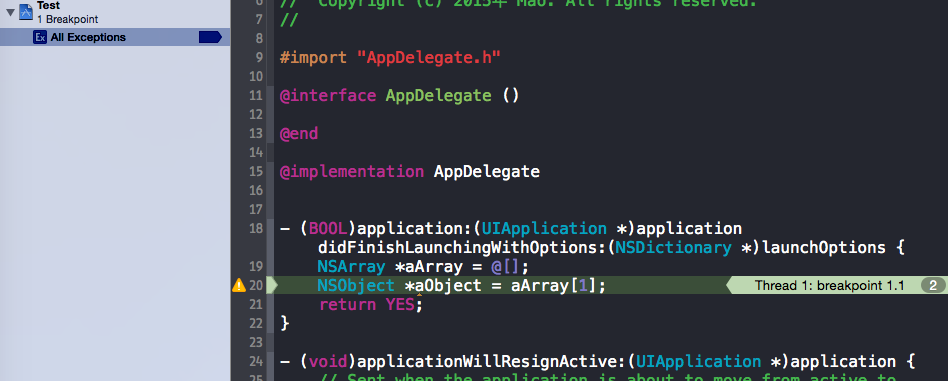 Test
1 Breakpoint
Ex All Exceptions
6 // Copyright (c) 2015年 Mao. All rights reserved.
7 //
8
9 #import "AppDelegate.h"
10
11 @interface AppDelegate ()
12
13 @end
14
15 @implementation AppDelegate
16
17
18 - (BOOL)application:(UIApplication *)application
didFinishLaunchingWithOptions:(NSDictionary *)launchOptions {
19 NSArray *aArray = @[];
20 NSObject *aObject = aArray[1]; Thread 1: breakpoint 1.1 2
21 return YES;
22 }
23
24 - (void)applicationWillResignActive:(UIApplication *)application {
25 // Sent when the application is about to move from active to